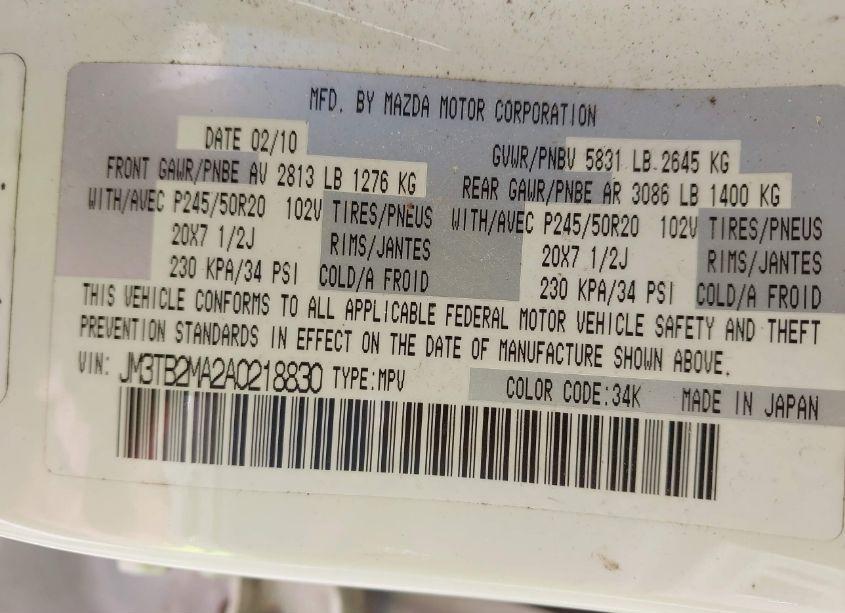 MFD. BY MAZDA MOTOR CORPORATION
DATE 02/10 GVWR/PNBV 5831 LB 2645 KG
FRONT GAWR/PNBE AV 2813 LB 1276 KG REAR GAWR/PNBE AR 3086 LB 1400 KG
WITH/AVEC P245/50R20 102V TIRES/PNEUS WITH/AVEC P245/50R20 102V TIRES/PNEUS
20X7 1/2J RIMS/JANTES 20X7 1/2J RIMS/JANTES
230 KPA/34 PSI COLD/A FROID 230 KPA/34 PSI COLD/A FROID
THIS VEHICLE CONFORMS TO ALL APPLICABLE FEDERAL MOTOR VEHICLE SAFETY AND THEFT
PREVENTION STANDARDS IN EFFECT ON THE DATE OF MANUFACTURE SHOWN ABOVE.
VIN: JM3TB2MA2A0218830 TYPE:MPV COLOR CODE:34K MADE IN JAPAN